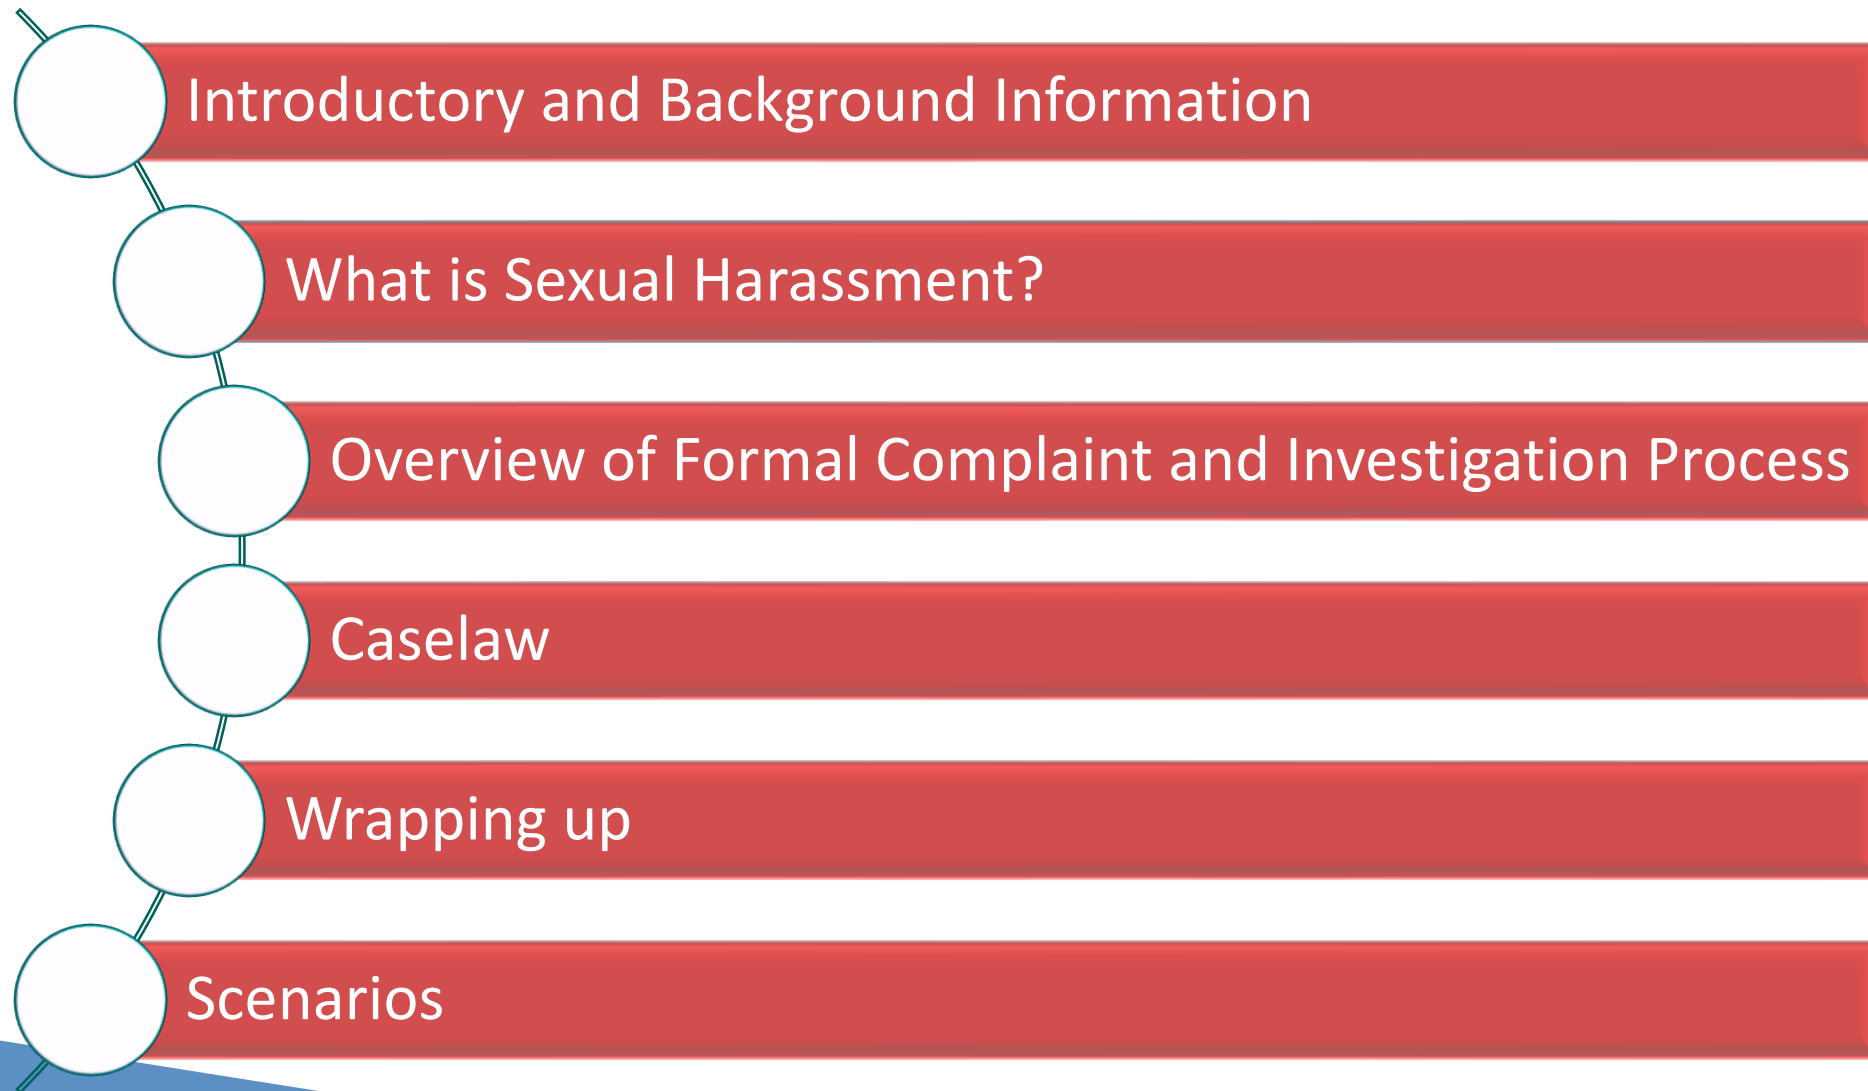 Introductory and Background Information
What is Sexual Harassment?
Overview of Formal Complaint and Investigation Process
Caselaw
Wrapping up
Scenarios